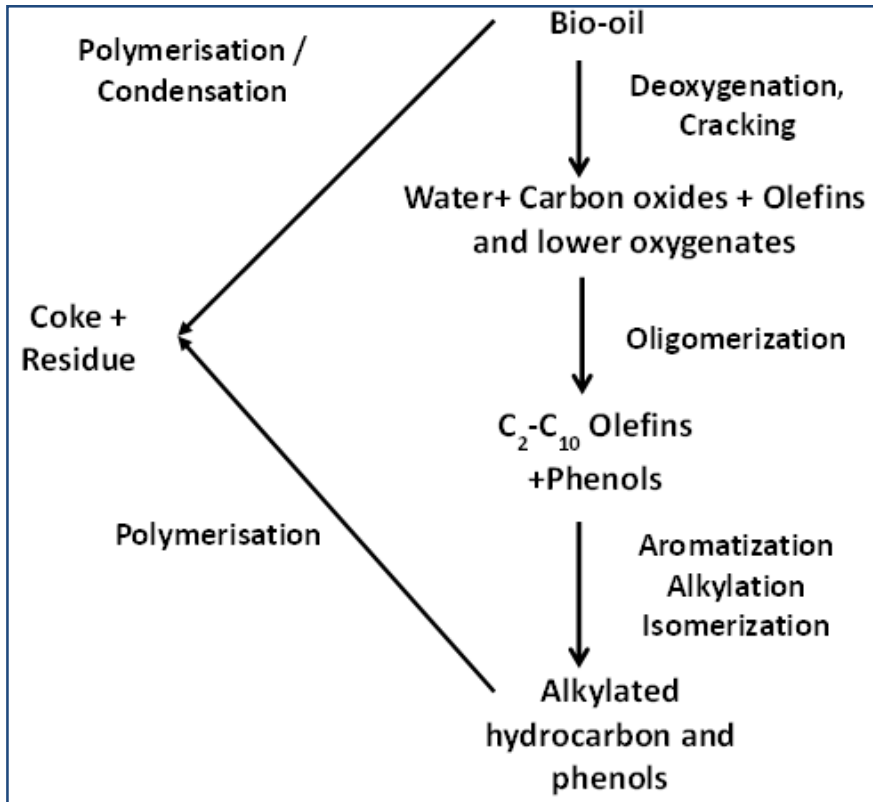 Bio-oil
Polymerisation /
Condensation
Deoxygenation,
Cracking
Water+ Carbon oxides + Olefins
and lower oxygenates
Coke +
Residue
Oligomerization
C₂-C₁₀ Olefins
+Phenols
Polymerisation
Aromatization
Alkylation
Isomerization
Alkylated
hydrocarbon and
phenols